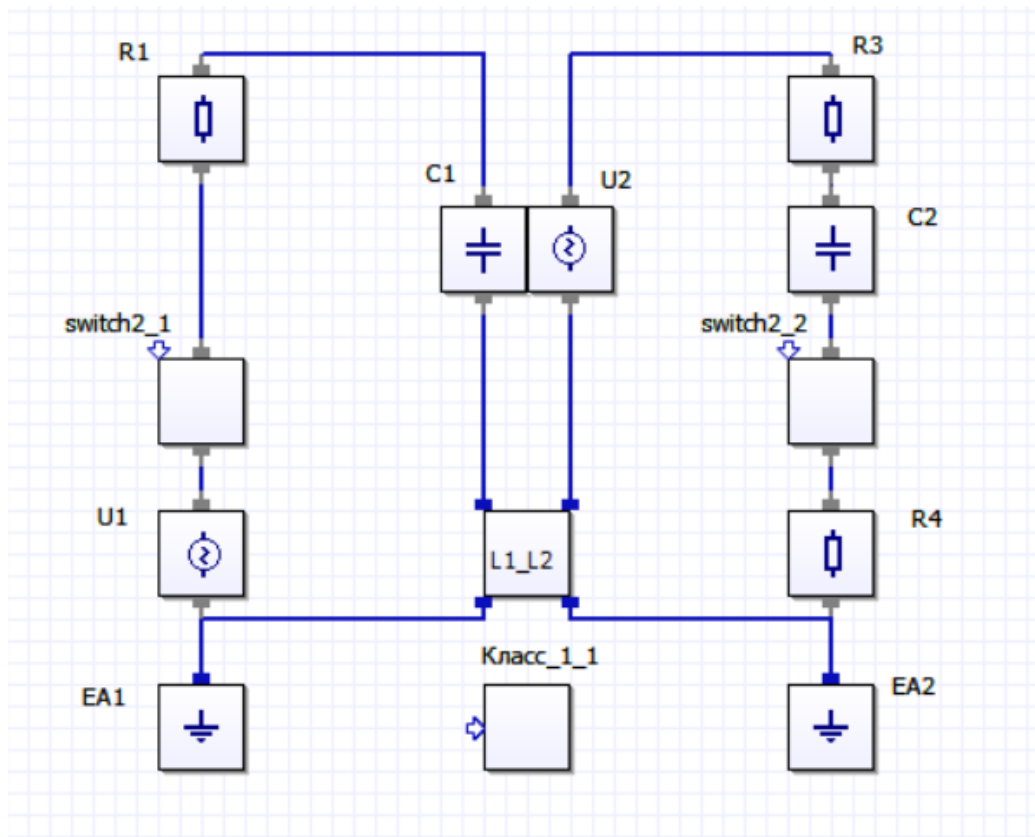 R1
R3
C1
U2
C2
switch2_1
switch2_2
U1
R4
L1_L2
Класс_1_1
EA1
EA2